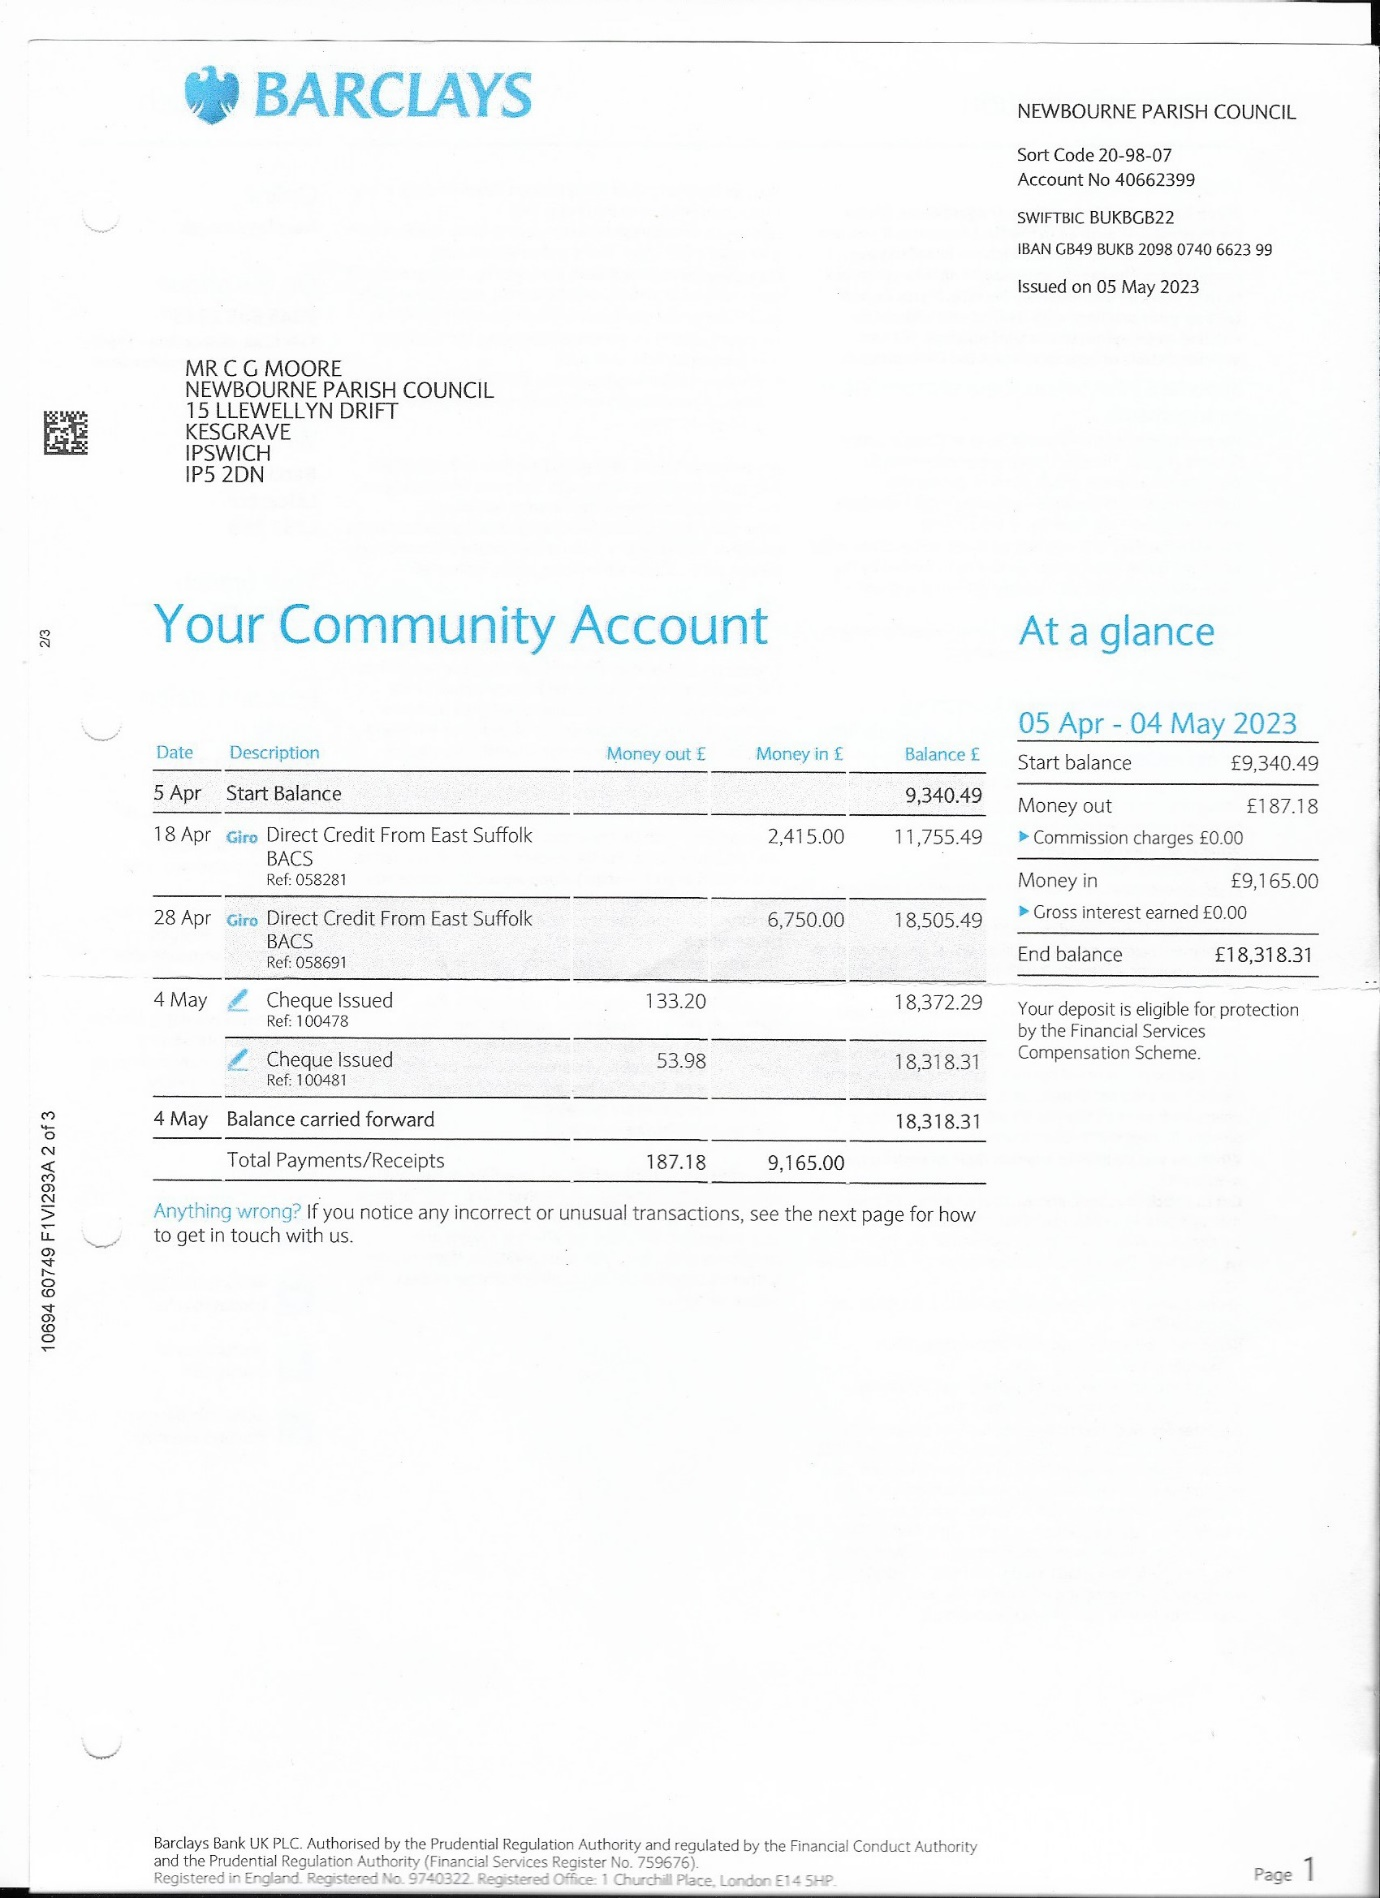 BARCLAYS
NEWBOURNE PARISH COUNCIL
Sort Code 20-98-07
Account No 40662399
SWIFTBIC BUKBGB22
IBAN GB49 BUKB 2098 0740 6623 99
Issued on 05 May 2023
MR C G MOORE
NEWBOURNE PARISH COUNCIL
15 LLEWELLYN DRIFT
KESGRAVE
IPSWICH
IP5 2DN
2/3
Your Community Account
Date Description Money out £ Money in £ Balance £
5 Apr Start Balance 9,340.49
18 Apr Giro Direct Credit From East Suffolk 2,415.00 11,755.49
BACS
Ref: 058281
28 Apr Giro Direct Credit From East Suffolk 6,750.00 18,505.49
BACS
Ref: 058691
4 May Cheque Issued 133.20 18,372.29
Ref: 100478
Cheque Issued 53.98 18,318.31
Ref: 100481
4 May Balance carried forward 18,318.31
Total Payments/Receipts 187.18 9,165.00
Anything wrong? If you notice any incorrect or unusual transactions, see the next page for how
to get in touch with us.
At a glance
05 Apr - 04 May 2023
Start balance £9,340.49
Money out £187.18
Commission charges £0.00
Money in £9,165.00
Gross interest earned £0.00
End balance £18,318.31
Your deposit is eligible for protection
by the Financial Services
Compensation Scheme.
10694 60749 F1VI293A 2 of 3
Barclays Bank UK PLC. Authorised by the Prudential Regulation Authority and regulated by the Financial Conduct Authority
and the Prudential Regulation Authority (Financial Services Register No. 759676).
Registered in England. Registered No. 9740322. Registered Office: 1 Churchill Place, London E14 5HP.
Page 1